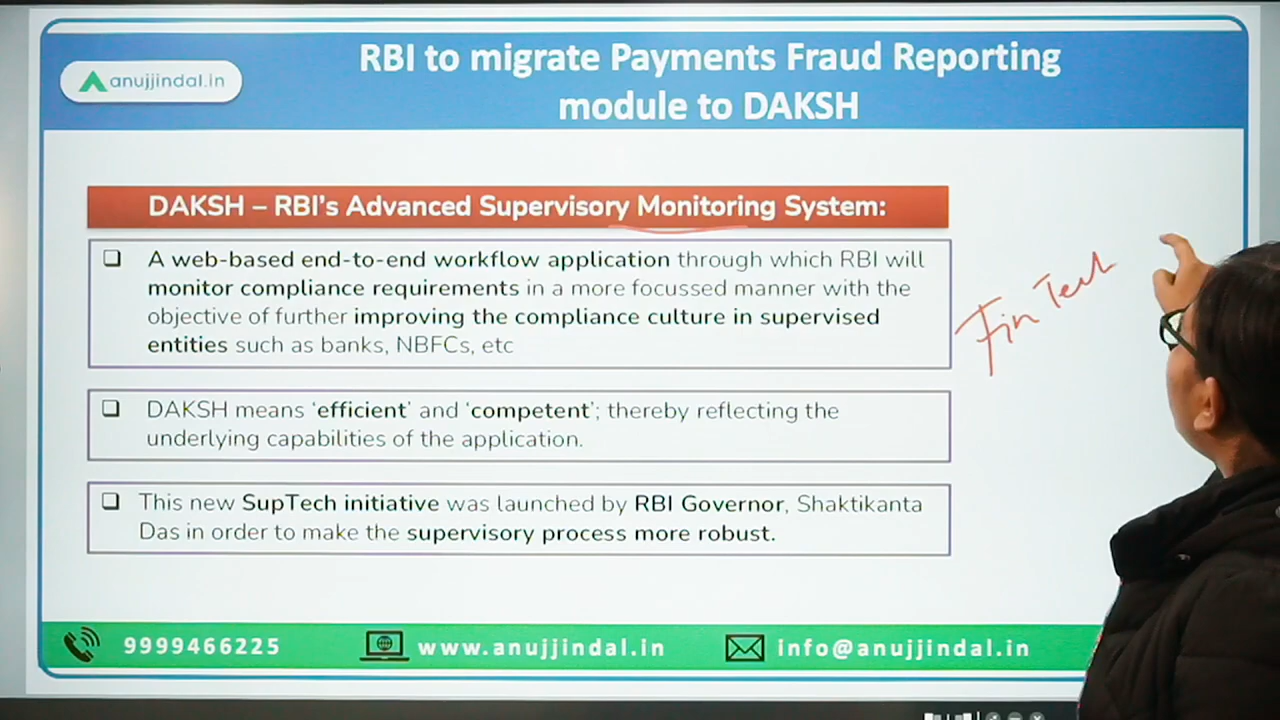 RBI to migrate Payments Fraud Reporting
module to DAKSH
anujjindal.in
DAKSH – RBI's Advanced Supervisory Monitoring System:
A web-based end-to-end workflow application through which RBI will
monitor compliance requirements in a more focussed manner with the
objective of further improving the compliance culture in supervised
entities such as banks, NBFCs, etc
FinTech
DAKSH means 'efficient' and 'competent'; thereby reflecting the
underlying capabilities of the application.
This new SupTech initiative was launched by RBI Governor, Shaktikanta
Das in order to make the supervisory process more robust.
9999466225
www.anujjindal.in
info@anujjindal.in